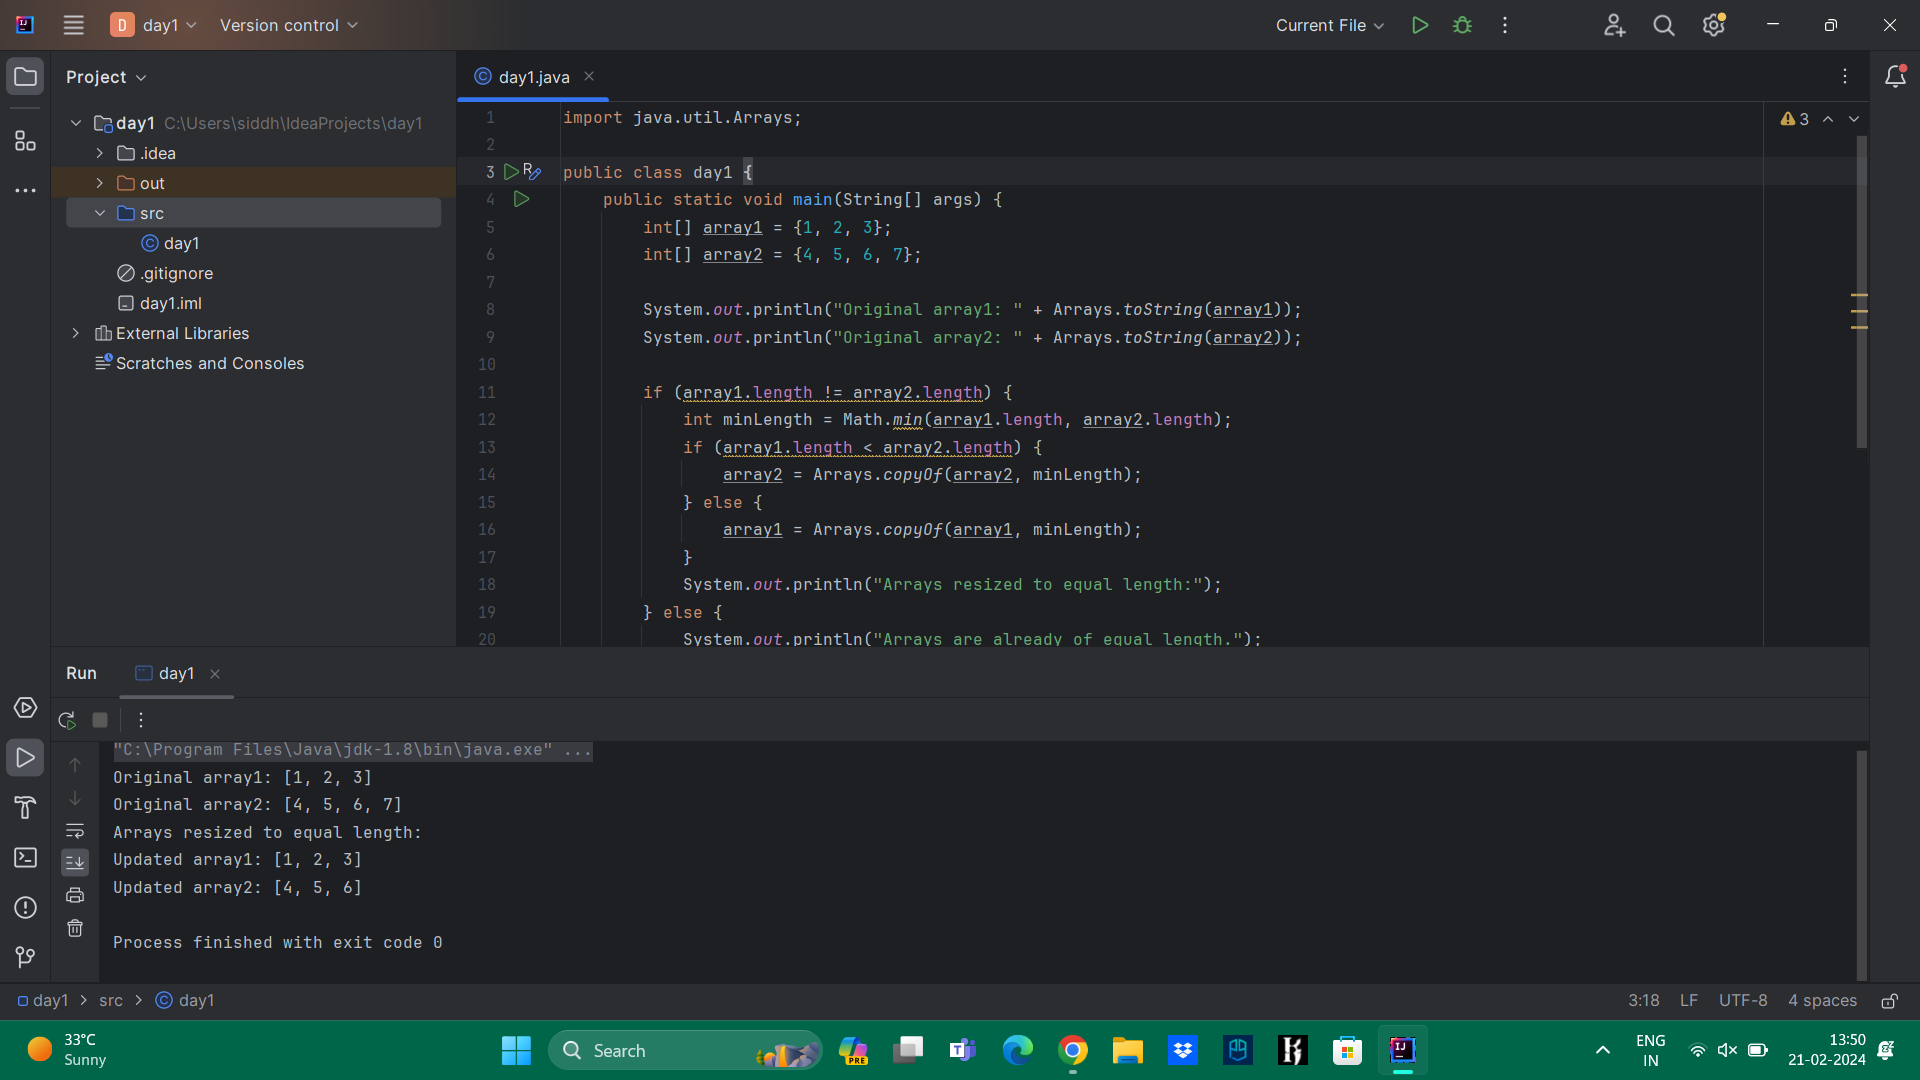 D day1 Version control Current File
Project
day1.java
day1 C:\Users\siddh\IdeaProjects\day1
.idea
out
src
day1
.gitignore
day1.iml
External Libraries
Scratches and Consoles
3
1 import java.util.Arrays;
2
3 public class day1 {
4 public static void main(String[] args) {
5 int[] array1 = {1, 2, 3};
6 int[] array2 = {4, 5, 6, 7};
7
8 System.out.println("Original array1: " + Arrays.toString(array1));
9 System.out.println("Original array2: " + Arrays.toString(array2));
10
11 if (array1.length != array2.length) {
12 int minLength = Math.min(array1.length, array2.length);
13 if (array1.length < array2.length) {
14 array2 = Arrays.copyOf(array2, minLength);
15 } else {
16 array1 = Arrays.copyOf(array1, minLength);
17 }
18 System.out.println("Arrays resized to equal length:");
19 } else {
20 System.out.println("Arrays are already of equal length.");
Run day1
"C:\Program Files\Java\jdk-1.8\bin\java.exe" ...
Original array1: [1, 2, 3]
Original array2: [4, 5, 6, 7]
Arrays resized to equal length:
Updated array1: [1, 2, 3]
Updated array2: [4, 5, 6]
Process finished with exit code 0
day1 > src > day1
3:18 LF UTF-8 4 spaces
33°C
Sunny
Search
PRE
ENG
IN
13:50
21-02-2024